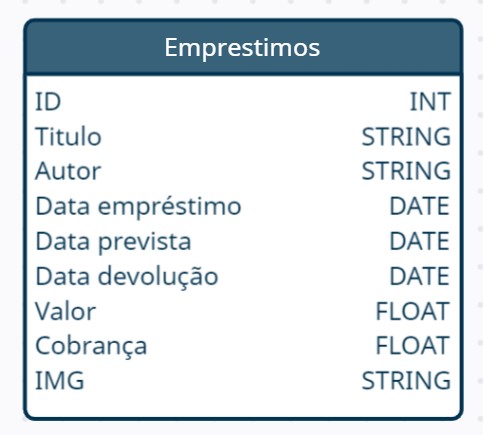 Emprestimos
ID INT
Titulo STRING
Autor STRING
Data empréstimo DATE
Data prevista DATE
Data devolução DATE
Valor FLOAT
Cobrança FLOAT
IMG STRING